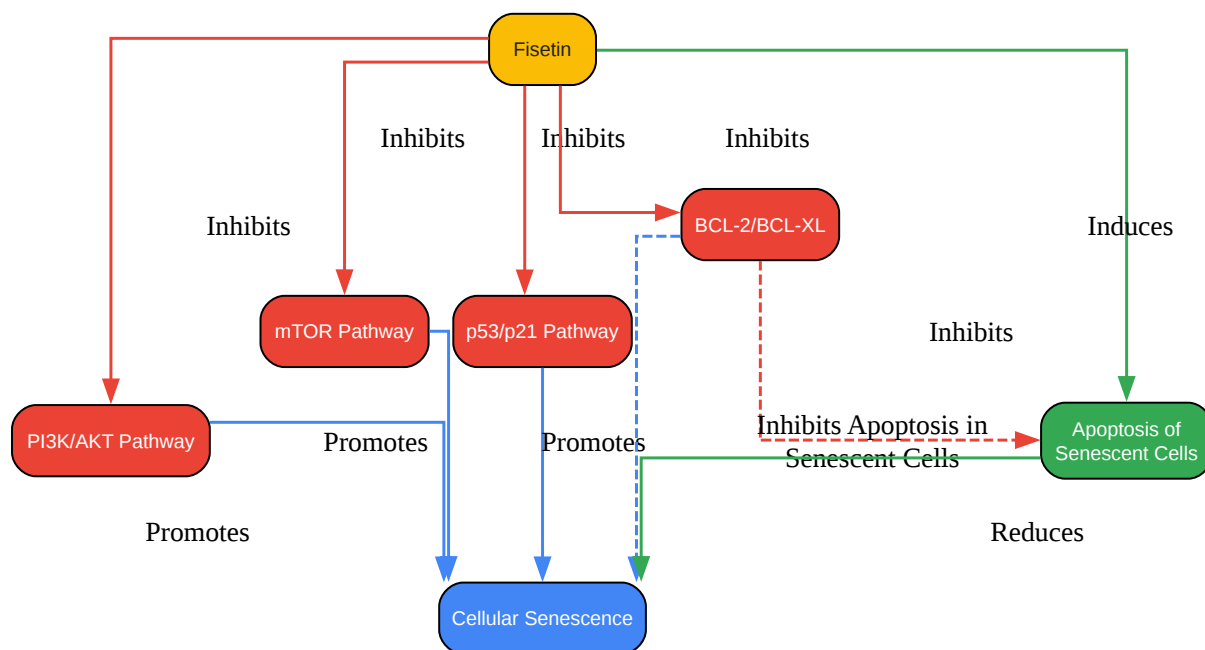 Fisetin
Inhibits
Inhibits
Inhibits
BCL-2/BCL-XL
Inhibits
Induces
mTOR Pathway
p53/p21 Pathway
Inhibits
PI3K/AKT Pathway
Promotes
Promotes
Inhibits Apoptosis in
Senescent Cells
Apoptosis of
Senescent Cells
Promotes
Reduces
Cellular Senescence